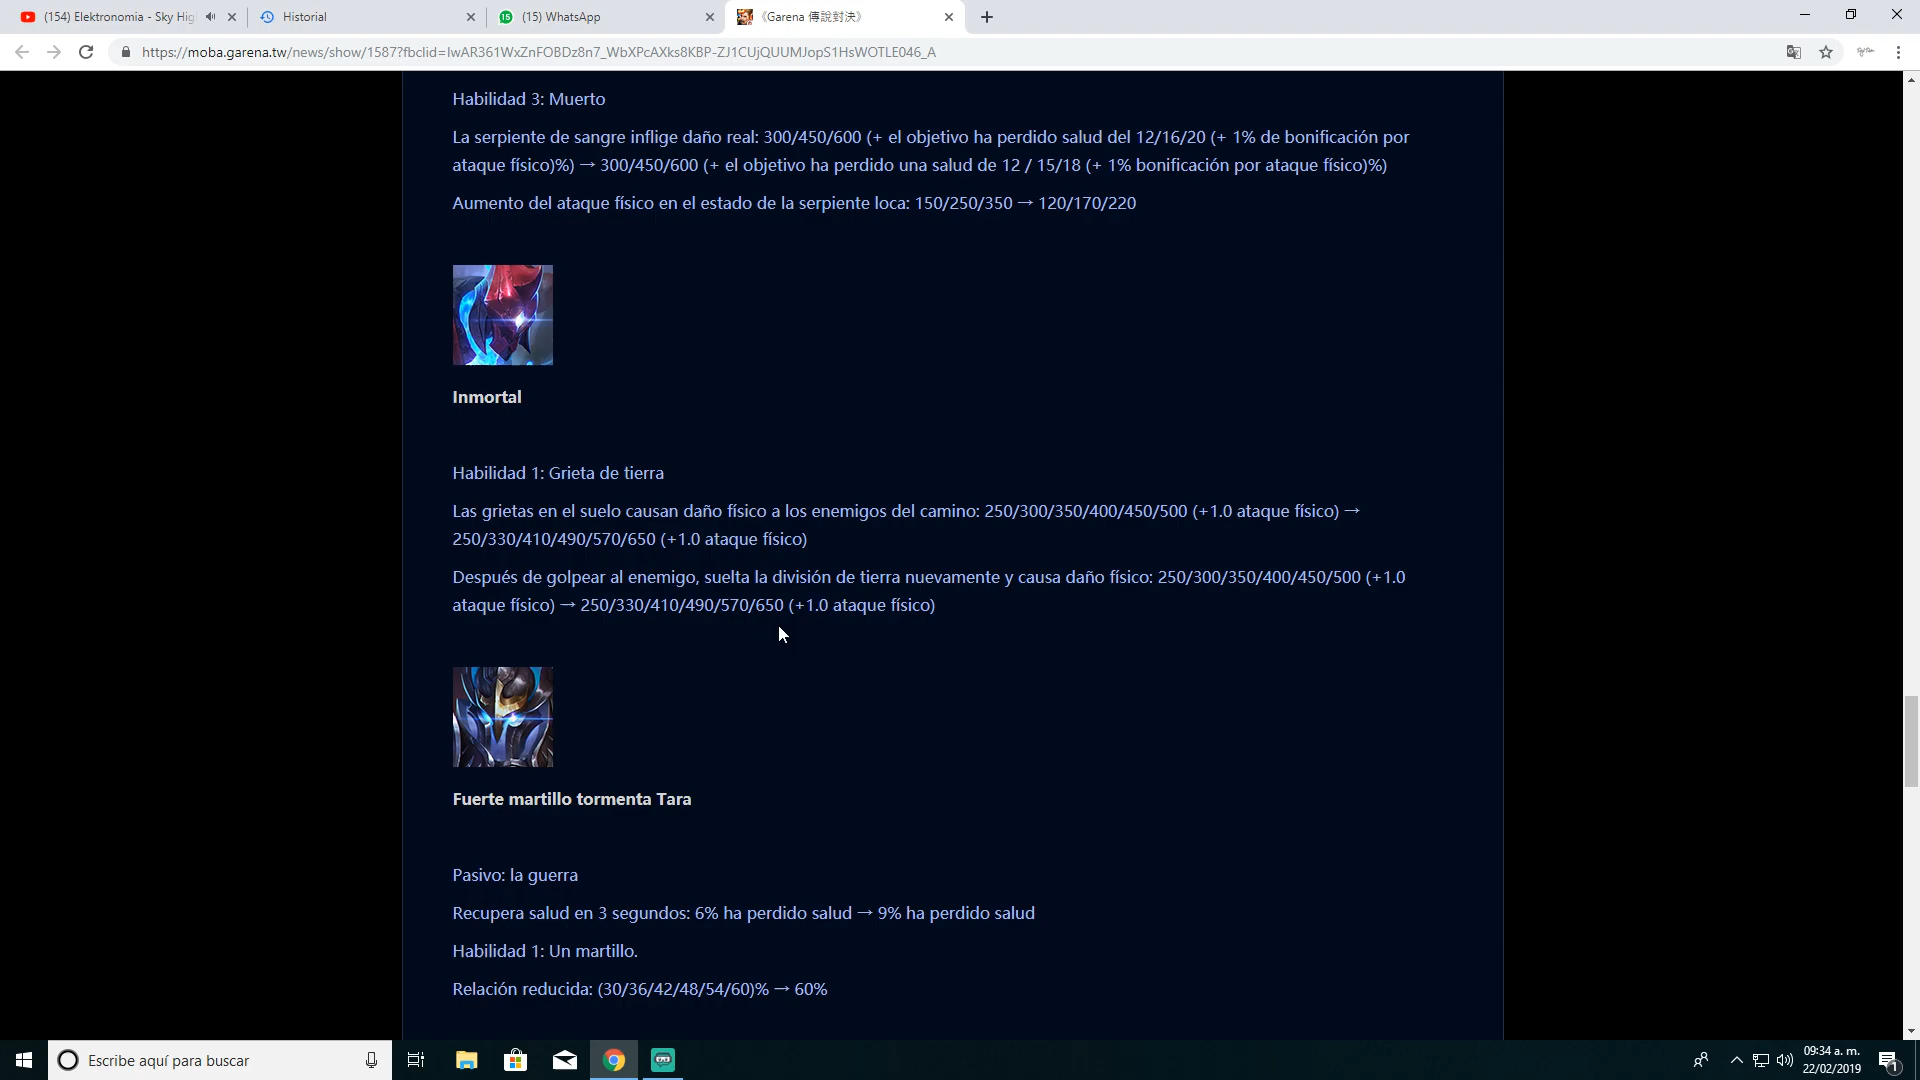 (154) Elektronomia - Sky Hig
Historial
(15) WhatsApp
《Garena 傳說對決》
https://moba.garena.tw/news/show/1587?fbclid=IwAR361WxZnFOBDz8n7_WbXPcAXks8KBP-ZJ1CUjQUUMJopS1HsWOTLE046_A
Habilidad 3: Muerto
La serpiente de sangre inflige daño real: 300/450/600 (+ el objetivo ha perdido salud del 12/16/20 (+ 1% de bonificación por
ataque físico)%) → 300/450/600 (+ el objetivo ha perdido una salud de 12 / 15/18 (+ 1% bonificación por ataque físico)%)
Aumento del ataque físico en el estado de la serpiente loca: 150/250/350 → 120/170/220
Inmortal
Habilidad 1: Grieta de tierra
Las grietas en el suelo causan daño físico a los enemigos del camino: 250/300/350/400/450/500 (+1.0 ataque físico) →
250/330/410/490/570/650 (+1.0 ataque físico)
Después de golpear al enemigo, suelta la división de tierra nuevamente y causa daño físico: 250/300/350/400/450/500 (+1.0
ataque físico) → 250/330/410/490/570/650 (+1.0 ataque físico)
Fuerte martillo tormenta Tara
Pasivo: la guerra
Recupera salud en 3 segundos: 6% ha perdido salud → 9% ha perdido salud
Habilidad 1: Un martillo.
Relación reducida: (30/36/42/48/54/60)% → 60%
Escribe aquí para buscar
09:34 a. m.
22/02/2019
1